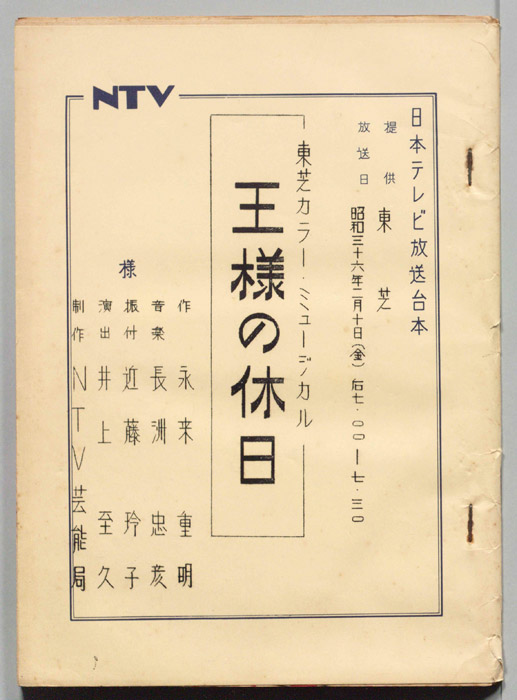 NTV
日本テレビ放送台本
提供 東芝
放送日 昭和三十六年二月十日(金)后七・〇〇―七・三〇
東芝カラー・ミュージカル
王様の休日
作 永来重明
音楽 長洲忠彦
振付 近藤玲子
演出 井上至久
制作 NTV芸能局
様